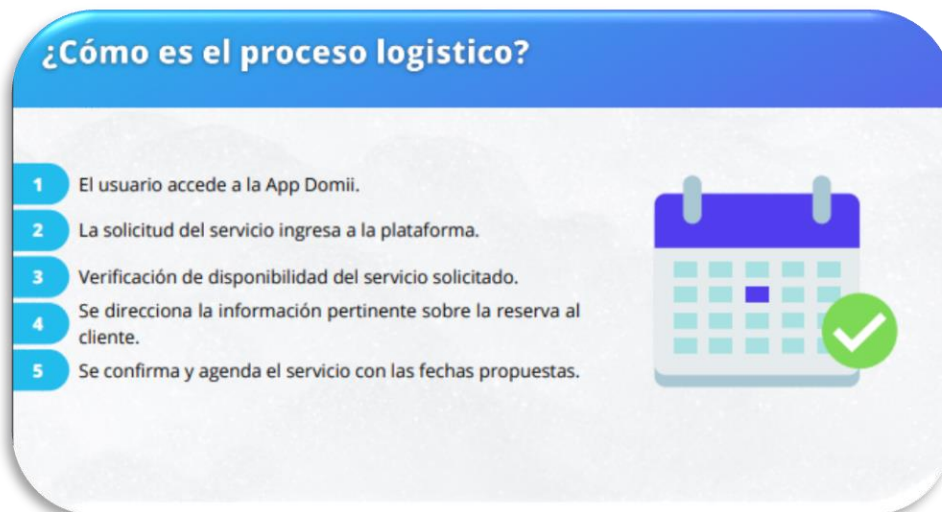 ¿Cómo es el proceso logistico?
1 El usuario accede a la App Domii.
2 La solicitud del servicio ingresa a la plataforma.
3 Verificación de disponibilidad del servicio solicitado.
4 Se direcciona la información pertinente sobre la reserva al
cliente.
5 Se confirma y agenda el servicio con las fechas propuestas.